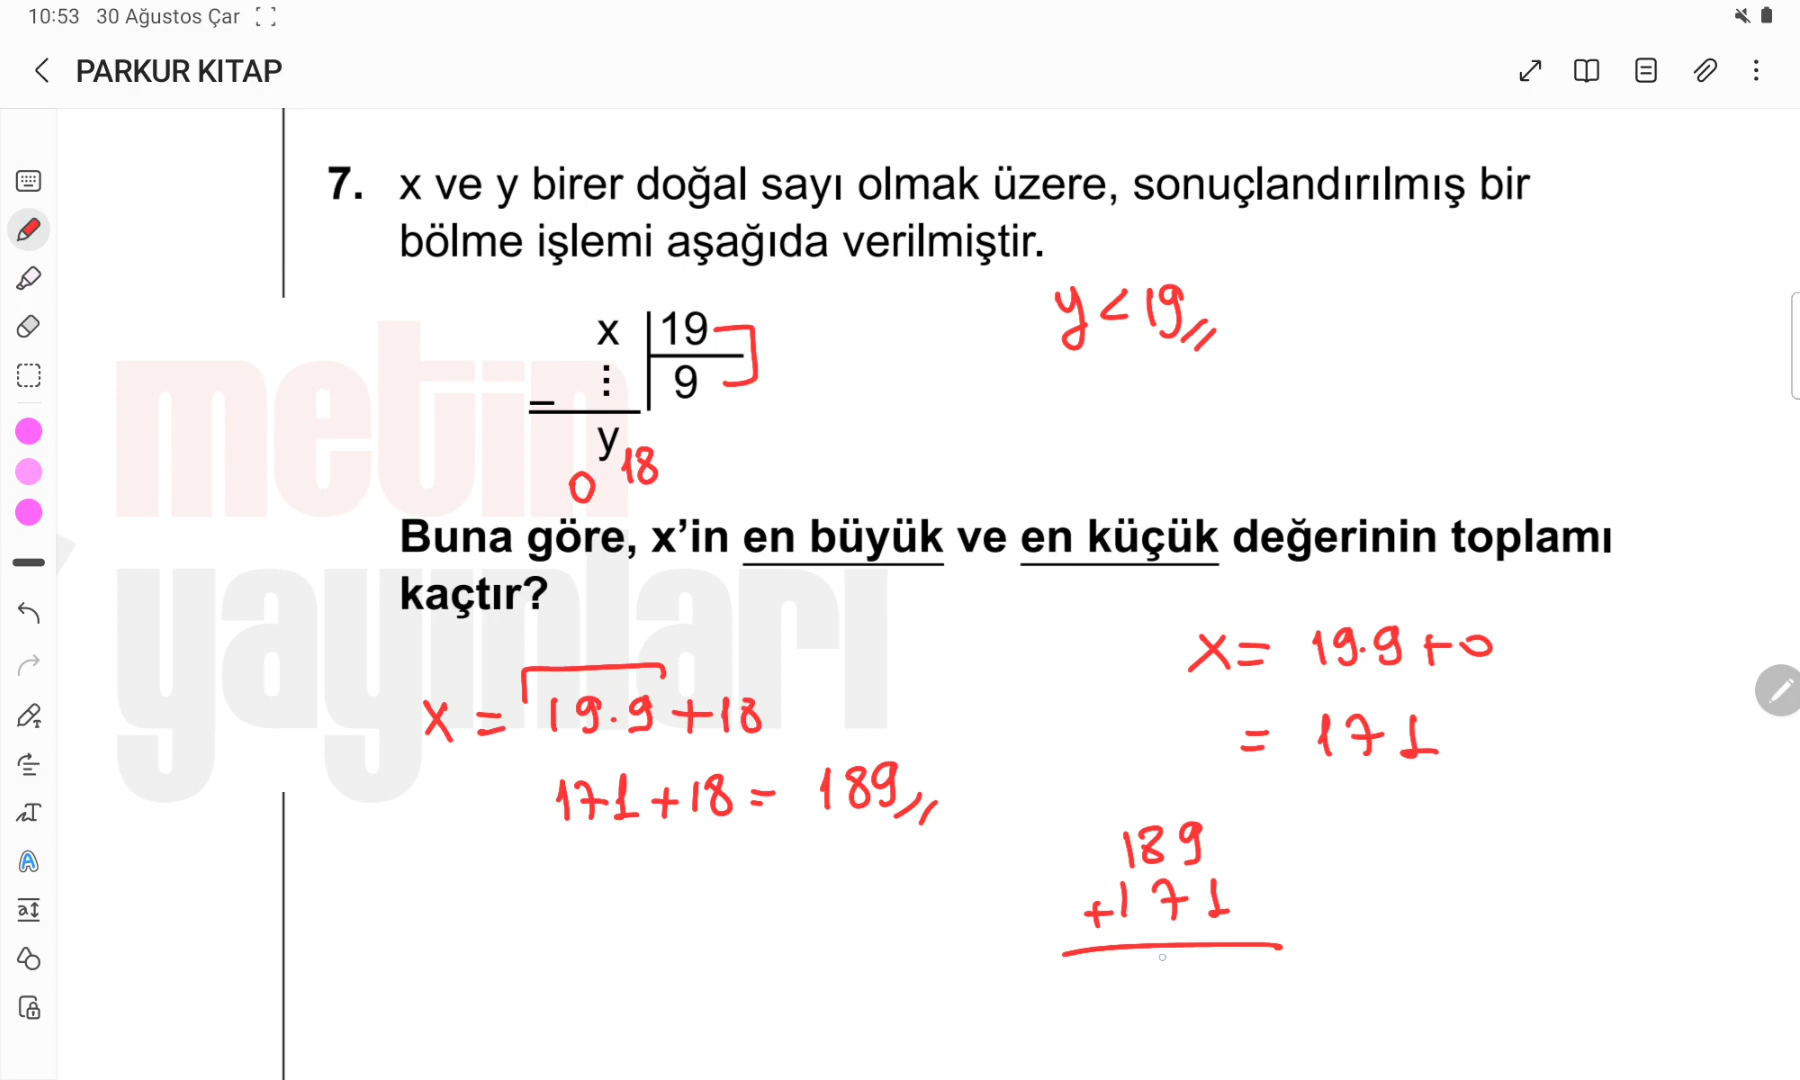 10:53 30 Ağustos Çar
PARKUR KITAP
7. x ve y birer doğal sayı olmak üzere, sonuçlandırılmış bir
bölme işlemi aşağıda verilmiştir.
y < 19
x 19
⋮ 9
–
y
0 18
Buna göre, x’in en büyük ve en küçük değerinin toplamı
kaçtır?
x = 19.9 + 0
= 171
x = 19.9 + 18
171 + 18 = 189
189
+171
metin
yayınları